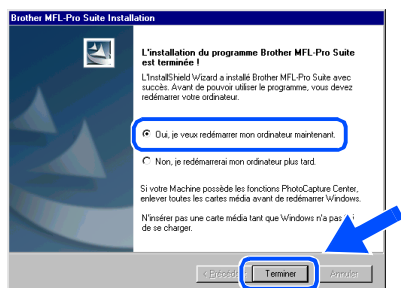 Brother MFL-Pro Suite Installation
L'installation du programme Brother MFL-Pro Suite
est terminée !
L'InstallShield Wizard a installé Brother MFL-Pro Suite avec
succès. Avant de pouvoir utiliser le programme, vous devez
redémarrer votre ordinateur.
Oui, je veux redémarrer mon ordinateur maintenant.
Non, je redémarrerai mon ordinateur plus tard.
Si votre Machine possède les fonctions PhotoCapture Center,
enlever toutes les cartes média avant de redémarrer Windows.
N'insérer pas une carte média tant que Windows n'a pas
de se charger.
Terminer
Annuler